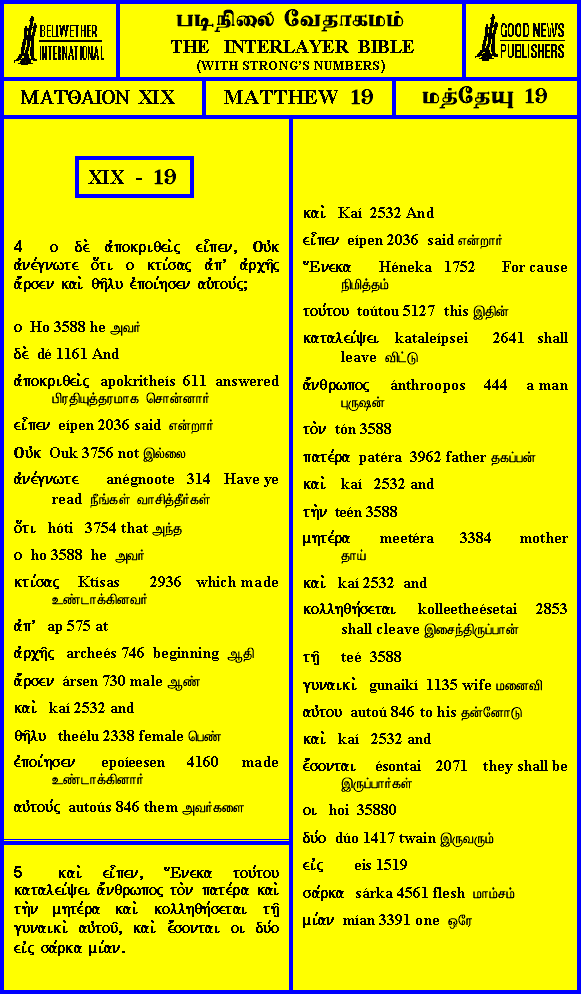 BELLWETHER
INTERNATIONAL
படிநிலை வேதாகமம்
THE INTERLAYER BIBLE
(WITH STRONG'S NUMBERS)
GOOD NEWS
PUBLISHERS
ΜΑΤΘΑΙΟΝ XIX
MATTHEW 19
மத்தேயு 19
XIX - 19
4 ο δὲ ἀποκριθεὶς εἶπεν, Οὐκ
ἀνέγνωτε ὅτι ο κτίσας ἀπ' ἀρχῆς
ἄρσεν καὶ θῆλυ ἐποίησεν αὐτούς;
ο Ho 3588 he அவர்
δὲ dé 1161 And
ἀποκριθεὶς apokritheís 611 answered
பிரதியுத்தரமாக சொன்னார்
εἶπεν eípen 2036 said என்றார்
Οὐκ Ouk 3756 not இல்லை
ἀνέγνωτε anégnoote 314 Have ye
read நீங்கள் வாசித்தீர்கள்
ὅτι hóti 3754 that அந்த
ο ho 3588 he அவர்
κτίσας Ktísas 2936 which made
உண்டாக்கினவர்
ἀπ' ap 575 at
ἀρχῆς archeés 746 beginning ஆதி
ἄρσεν ársen 730 male ஆண்
καὶ kaí 2532 and
θῆλυ theélu 2338 female பெண்
ἐποίησεν epoíeesen 4160 made
உண்டாக்கினார்
αὐτούς autoús 846 them அவர்களை
5 καὶ εἶπεν, Ἕνεκα τούτου
καταλείψει ἄνθρωπος τὸν πατέρα καὶ
τὴν μητέρα καὶ κολληθήσεται τῇ
γυναικὶ αὐτοῦ, καὶ ἔσονται οι δύο
εἰς σάρκα μίαν.
καὶ Kaí 2532 And
εἶπεν eípen 2036 said என்றார்
Ἕνεκα Héneka 1752 For cause
நிமித்தம்
τούτου toútou 5127 this இதின்
καταλείψει kataleípsei 2641 shall
leave விட்டு
ἄνθρωπος ánthroopos 444 a man
புருஷன்
τὸν tón 3588
πατέρα patéra 3962 father தகப்பன்
καὶ kaí 2532 and
τὴν teén 3588
μητέρα meetéra 3384 mother
தாய்
καὶ kaí 2532 and
κολληθήσεται kolleetheésetai 2853
shall cleave இசைந்திருப்பான்
τῇ teé 3588
γυναικὶ gunaikí 1135 wife மனைவி
αὐτου autoú 846 to his தன்னோடு
καὶ kaí 2532 and
ἔσονται ésontai 2071 they shall be
இருப்பார்கள்
οι hoi 35880
δύο dúo 1417 twain இருவரும்
εἰς eis 1519
σάρκα sárka 4561 flesh மாம்சம்
μίαν mían 3391 one ஒரே